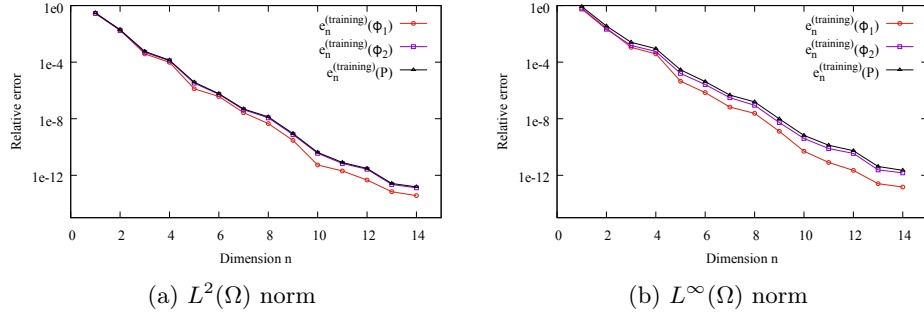 1e0
1e-4
1e-8
1e-12
0
2
4
6
8
10
12
14
Relative error
Dimension n
e_n^(training)(Φ_1)
e_n^(training)(Φ_2)
e_n^(training)(P)
(a) L^2(Ω) norm
1e0
1e-4
1e-8
1e-12
0
2
4
6
8
10
12
14
Relative error
Dimension n
e_n^(training)(Φ_1)
e_n^(training)(Φ_2)
e_n^(training)(P)
(b) L^∞(Ω) norm